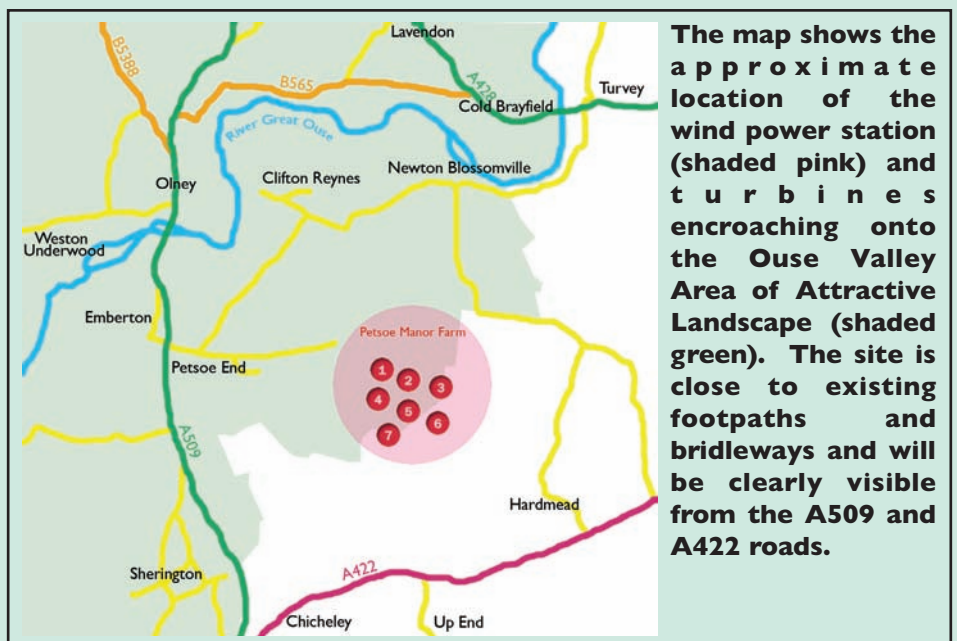 Lavendon
B5388
B565
A428
Turvey
Cold Brayfield
River Great Ouse
Newton Blossomville
Clifton Reynes
Olney
Weston
Underwood
Emberton
Petsoe Manor Farm
Petsoe End
1
2
3
4
5
6
7
A509
Hardmead
A422
Sherington
Chicheley
Up End
The map shows the
approximate
location of the
wind power station
(shaded pink) and
turbines
encroaching onto
the Ouse Valley
Area of Attractive
Landscape (shaded
green). The site is
close to existing
footpaths and
bridleways and will
be clearly visible
from the A509 and
A422 roads.